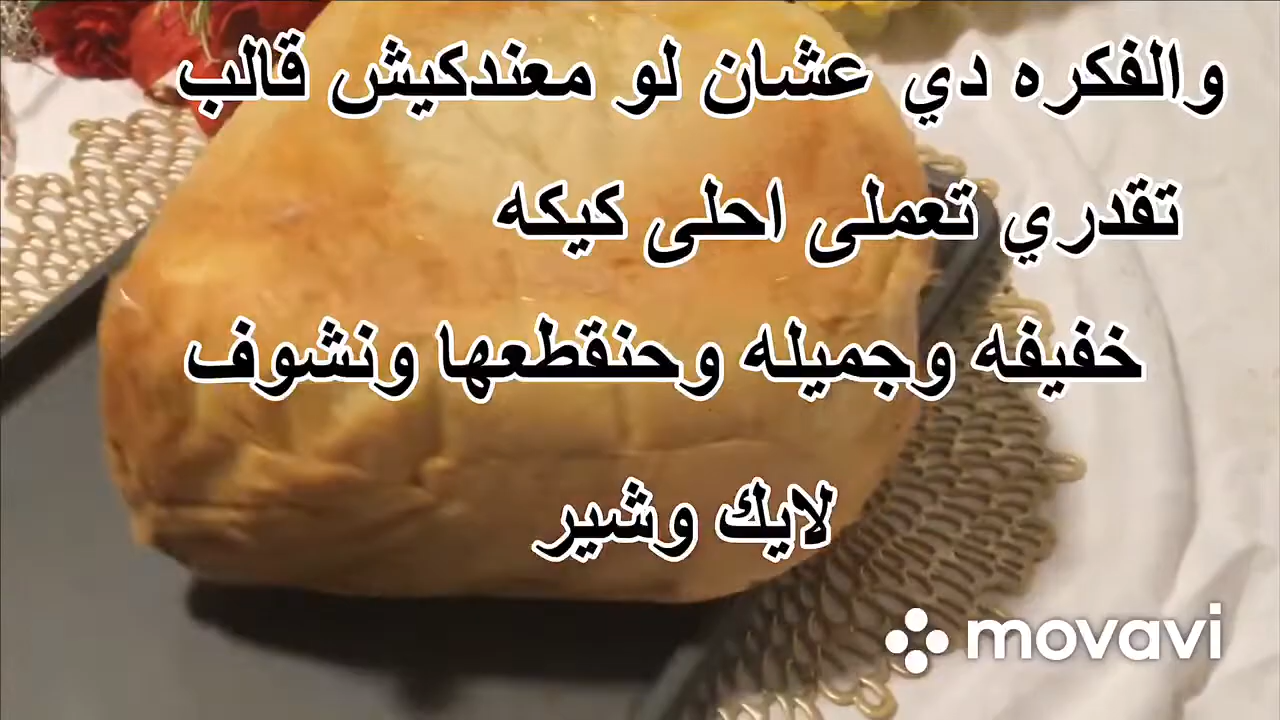 والفكره دي عشان لو معندكيش قالب
تقدري تعملى احلى كيكه
خفيفه وجميله وحنقطعها ونشوف
لايك وشير
movavi